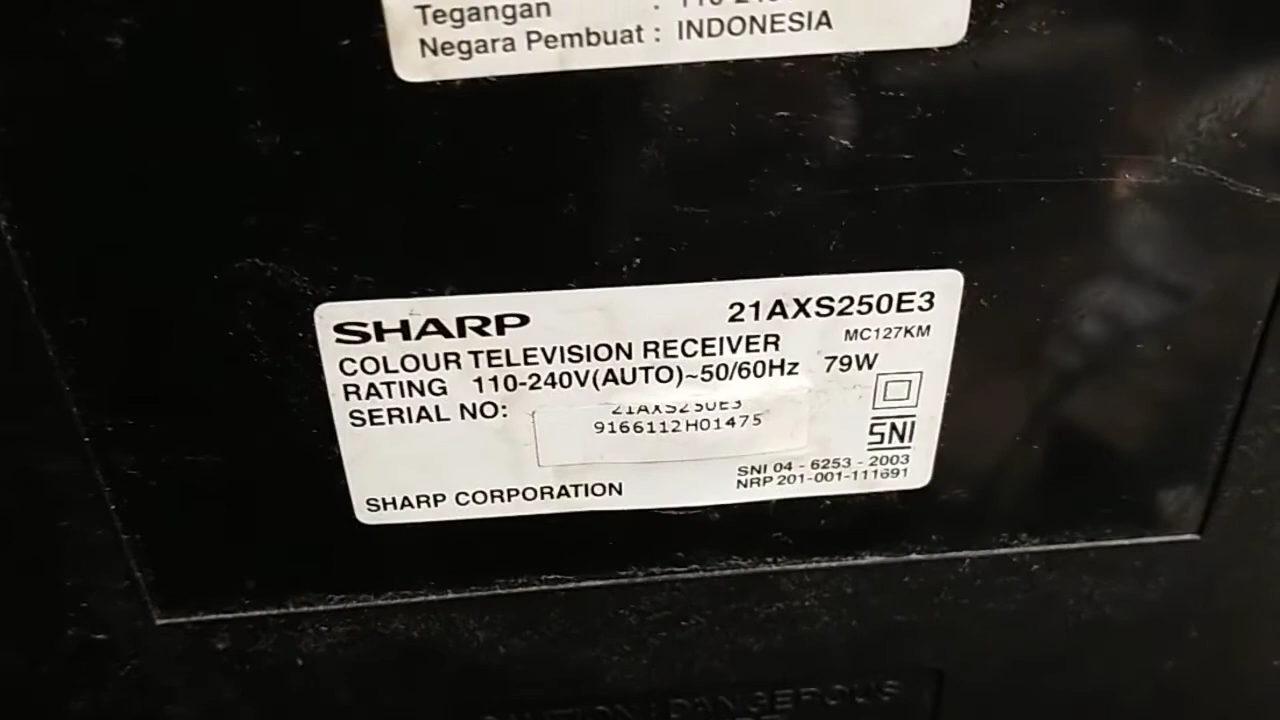 Tegangan :
Negara Pembuat : INDONESIA
SHARP 21AXS250E3
MC127KM
COLOUR TELEVISION RECEIVER
RATING 110-240V(AUTO)~50/60Hz 79W
SERIAL NO:
21AXS250E3
9166112H01475
SNI
SNI 04 - 6253 - 2003
NRP 201-001-111691
SHARP CORPORATION
DANGEROUS